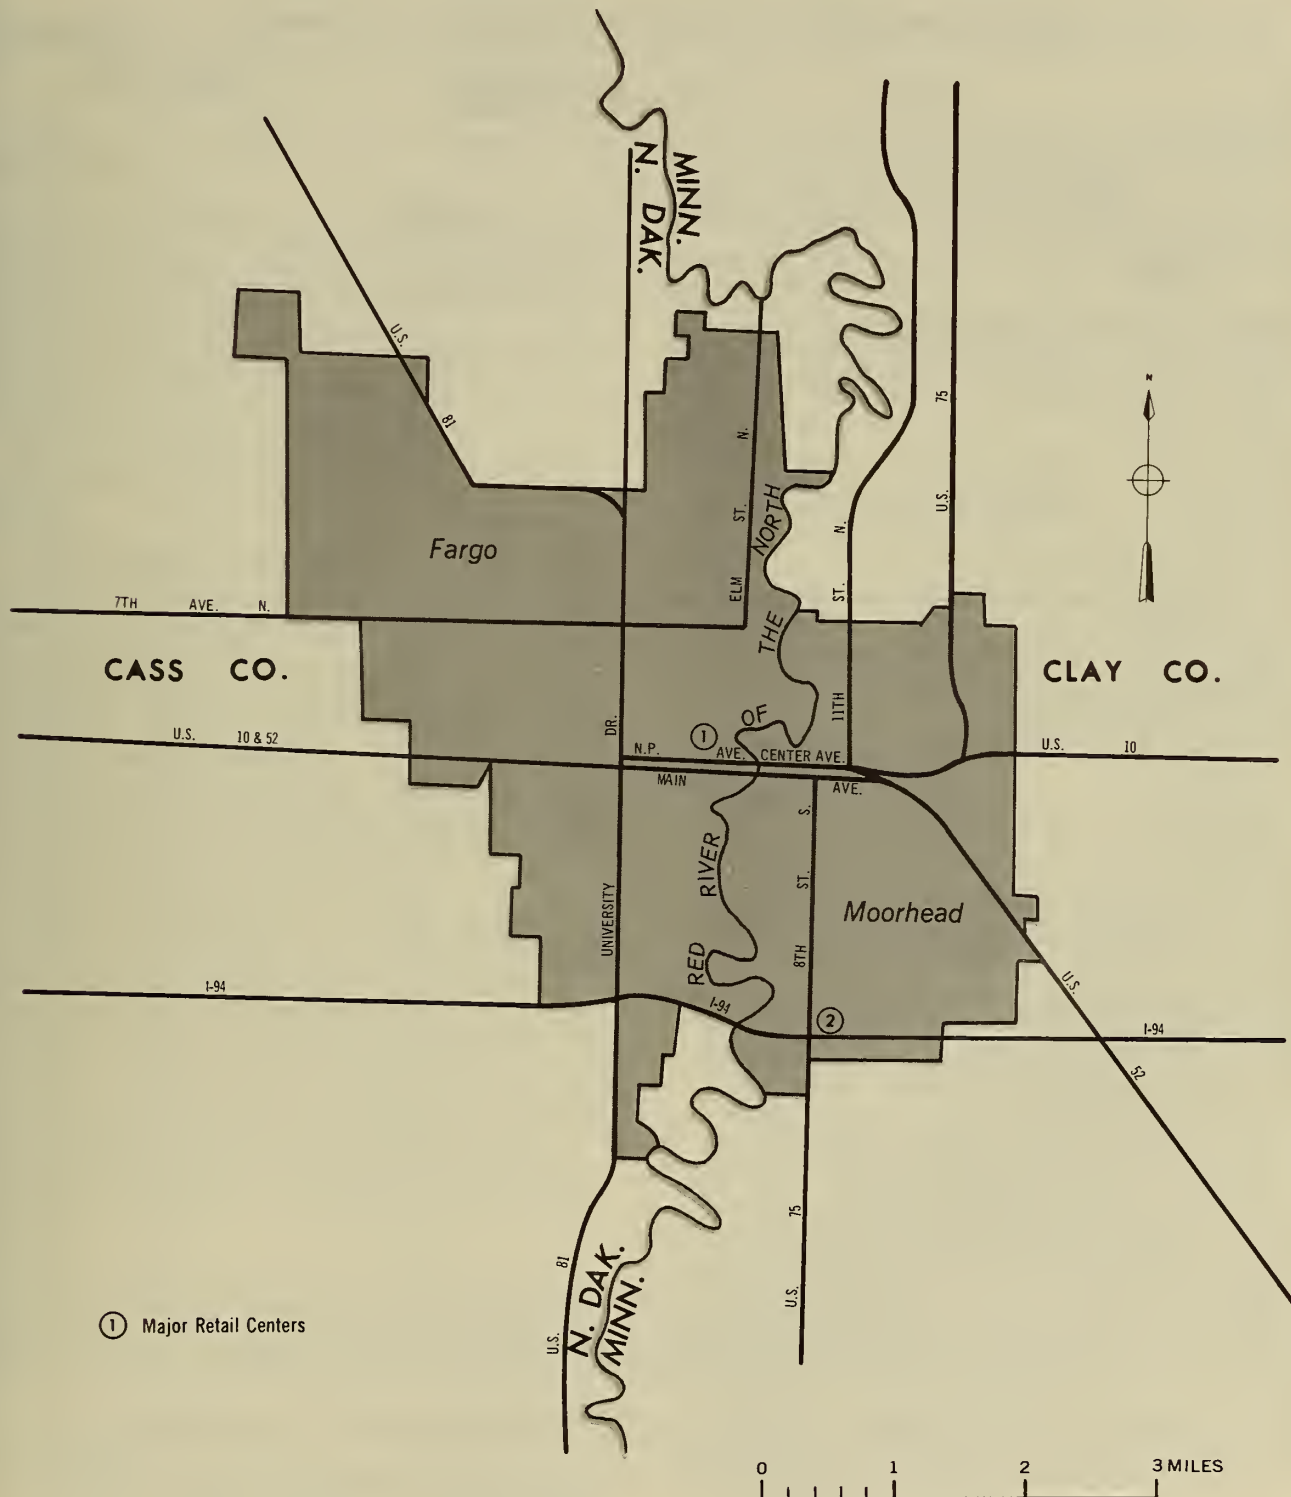 MINN.
N. DAK.
U.S.
81
75
N
N.
ST.
ELM
NORTH
U.S.
N.
ST.
11TH
Fargo
7TH AVE. N.
THE
CASS CO.
CLAY CO.
OF
DR.
1
U.S. 10 & 52
N.P. AVE.
CENTER AVE.
U.S. 10
MAIN AVE.
S.
ST.
8TH
RIVER
RED
UNIVERSITY
Moorhead
I-94
I-94
2
U.S.
I-94
52
75
U.S.
81
U.S.
N. DAK.
MINN.
1 Major Retail Centers
0 1 2 3 MILES